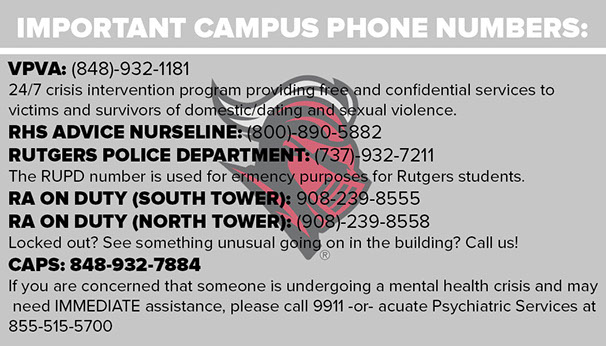 IMPORTANT CAMPUS PHONE NUMBERS:
VPVA: (848)-932-1181
24/7 crisis intervention program providing free and confidential services to
victims and survivors of domestic/dating and sexual violence.
RHS ADVICE NURSELINE: (800)-890-5882
RUTGERS POLICE DEPARTMENT: (737)-932-7211
The RUPD number is used for ermency purposes for Rutgers students.
RA ON DUTY (SOUTH TOWER): 908-239-8555
RA ON DUTY (NORTH TOWER): (908)-239-8558
Locked out? See something unusual going on in the building? Call us!
CAPS: 848-932-7884
If you are concerned that someone is undergoing a mental health crisis and may
need IMMEDIATE assistance, please call 9911 -or- acuate Psychiatric Services at
855-515-5700
®